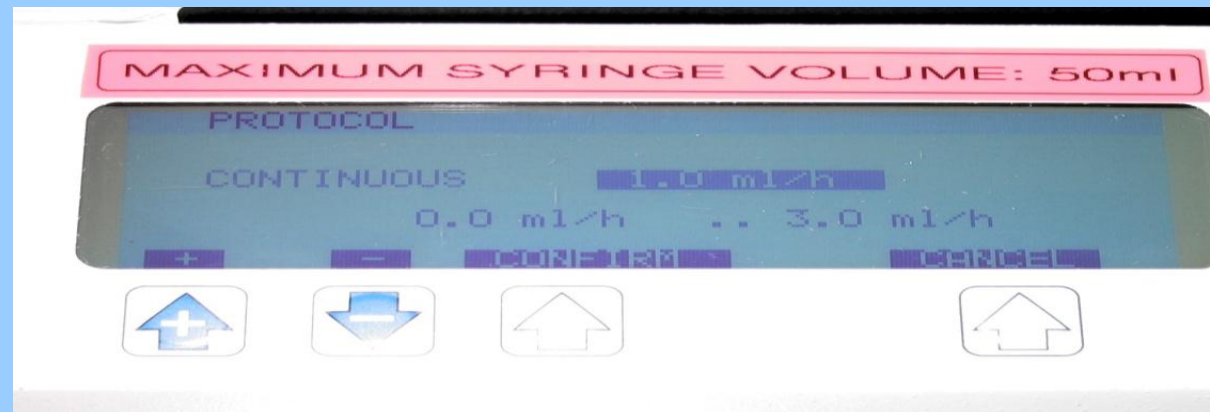 MAXIMUM SYRINGE VOLUME: 50ml
PROTOCOL
CONTINUOUS 1.0 ml/h
0.0 ml/h .. 3.0 ml/h
+ - CONFIRM CANCEL
+ -